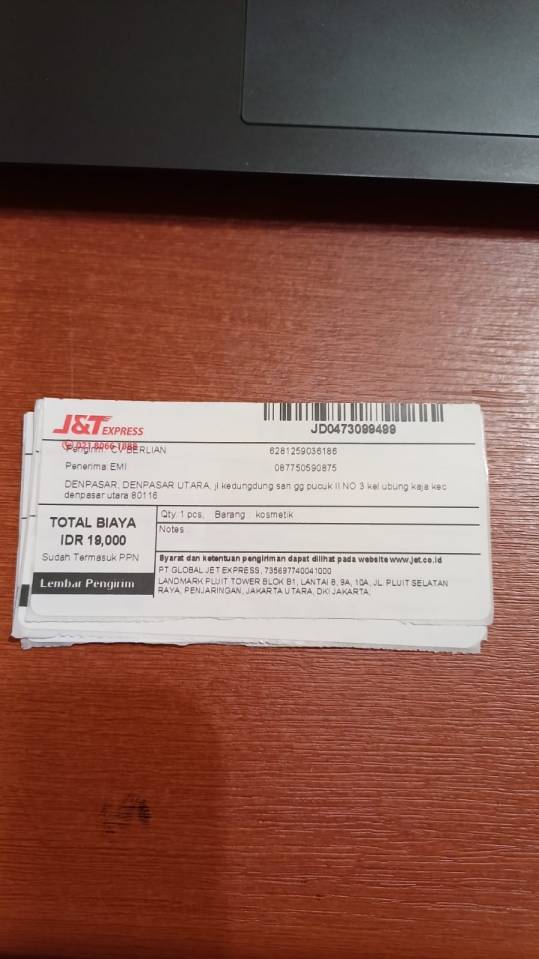 J&T EXPRESS
JD0473099499
021 8066 1888
Pengirim CV BERLIAN 6281259036186
Penerima EMI 087750590875
DENPASAR, DENPASAR UTARA, jl kedungdung san gg pucuk II NO 3 kel ubung kaja kec
denpasar utara 80116
TOTAL BIAYA
IDR 19,000
Sudah Termasuk PPN
Lembar Pengirim
Qty 1 pcs, Barang kosmetik
Notes
Syarat dan ketentuan pengiriman dapat dilihat pada website www.jet.co.id
PT GLOBAL JET EXPRESS, 735697740041000
LANDMARK PLUIT TOWER BLOK B1, LANTAI 8, 9A, 10A, JL. PLUIT SELATAN
RAYA, PENJARINGAN, JAKARTA UTARA, DKI JAKARTA,